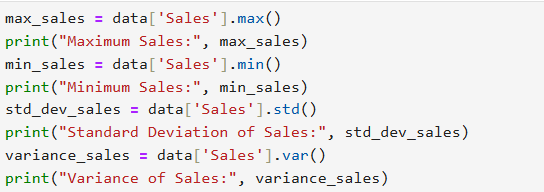 max_sales = data['Sales'].max()
print("Maximum Sales:", max_sales)
min_sales = data['Sales'].min()
print("Minimum Sales:", min_sales)
std_dev_sales = data['Sales'].std()
print("Standard Deviation of Sales:", std_dev_sales)
variance_sales = data['Sales'].var()
print("Variance of Sales:", variance_sales)